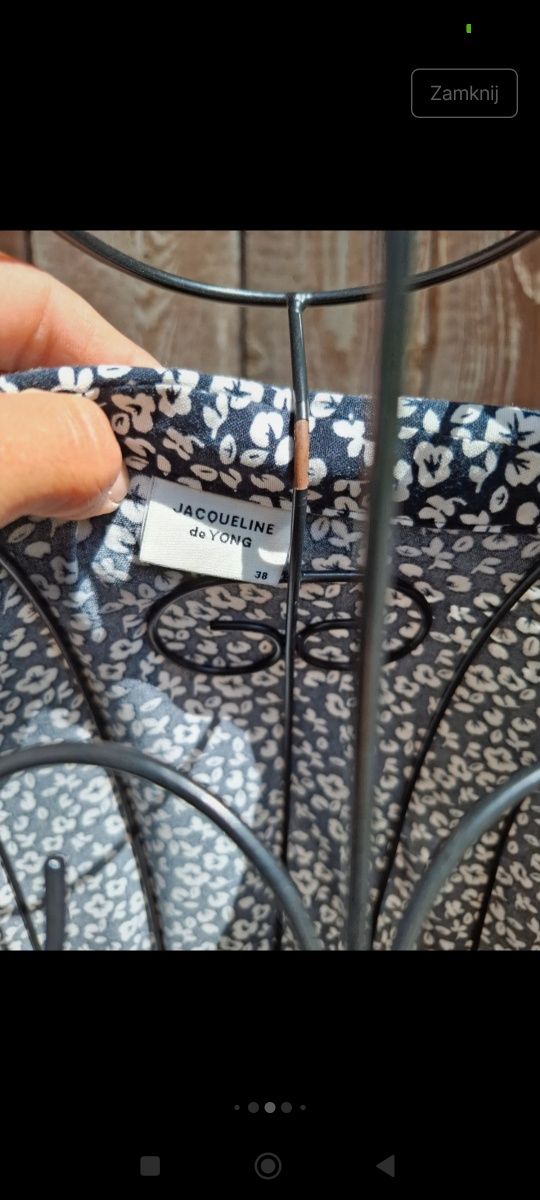 Zamknij
JACQUELINE
de YONG
38